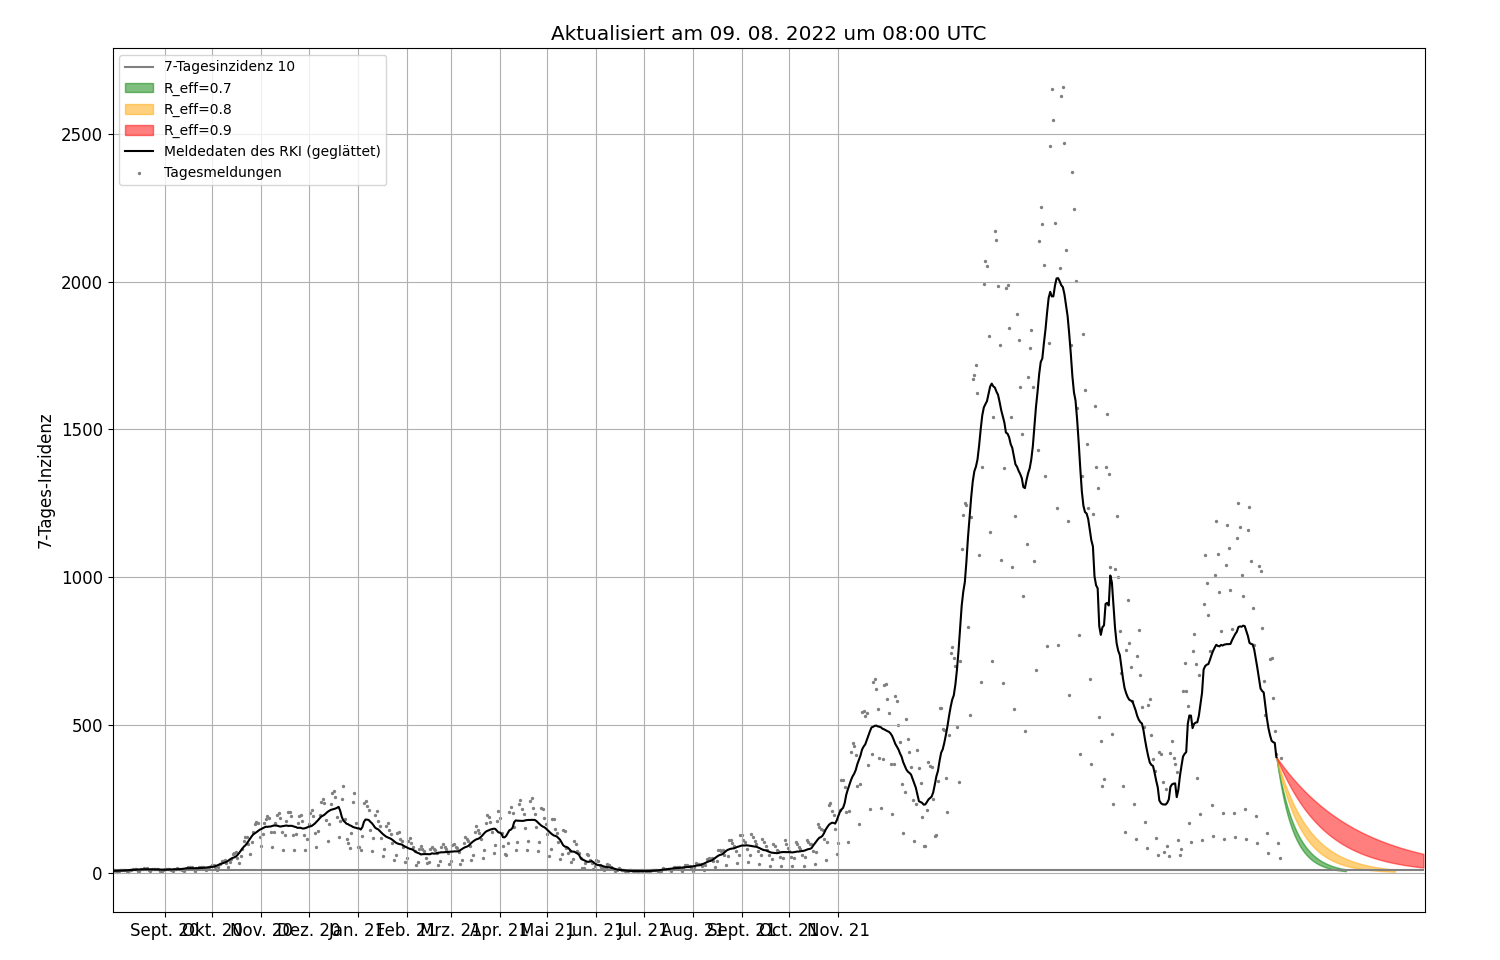 Aktualisiert am 09. 08. 2022 um 08:00 UTC
7-Tagesinzidenz 10
R_eff=0.7
R_eff=0.8
R_eff=0.9
Meldedaten des RKI (geglättet)
Tagesmeldungen
7-Tages-Inzidenz
2500
2000
1500
1000
500
0
Sept. 20 Okt. 20 Nov. 20 Dez. 20 Jan. 21 Feb. 21 Mrz. 21 Apr. 21 Mai 21 Jun. 21 Jul. 21 Aug. 21 Sept. 21 Oct. 21 Nov. 21